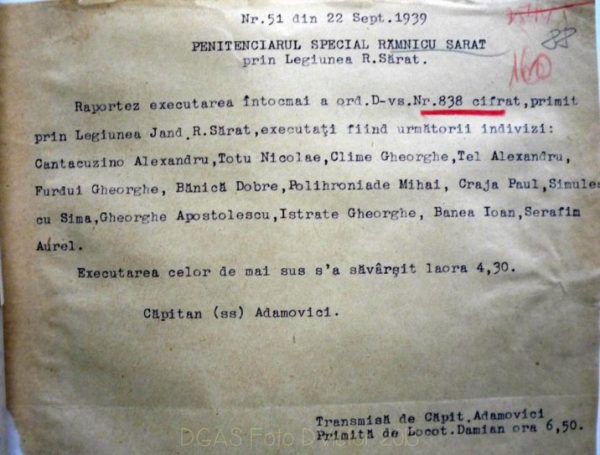 Nr.51 din 22 Sept.1939
88
160
PENITENCIARUL SPECIAL RĂMNICU SARAT
prin Legiunea R.Sărat.
Raportez executarea întocmai a ord.D-vs.Nr.838 cifrat,primit
prin Legiunea Jand.R.Sărat,executaţi fiind următorii indivizi:
Cantacuzino Alexandru,Totu Nicolae,Clime Gheorghe,Tel Alexandru,
Furdui Gheorghe, Bănică Dobre,Polihroniade Mihai, Craja Paul,Simules
cu Sima,Gheorghe Apostolescu,Istrate Gheorghe, Banea Ioan,Serafim
Aurel.
Executarea celor de mai sus s'a săvârşit laora 4,30.
Căpitan (ss) Adamovici.
Transmisă de Căpit.Adamovici
Primită de Locot.Damian ora 6,50.
DGAS Foto